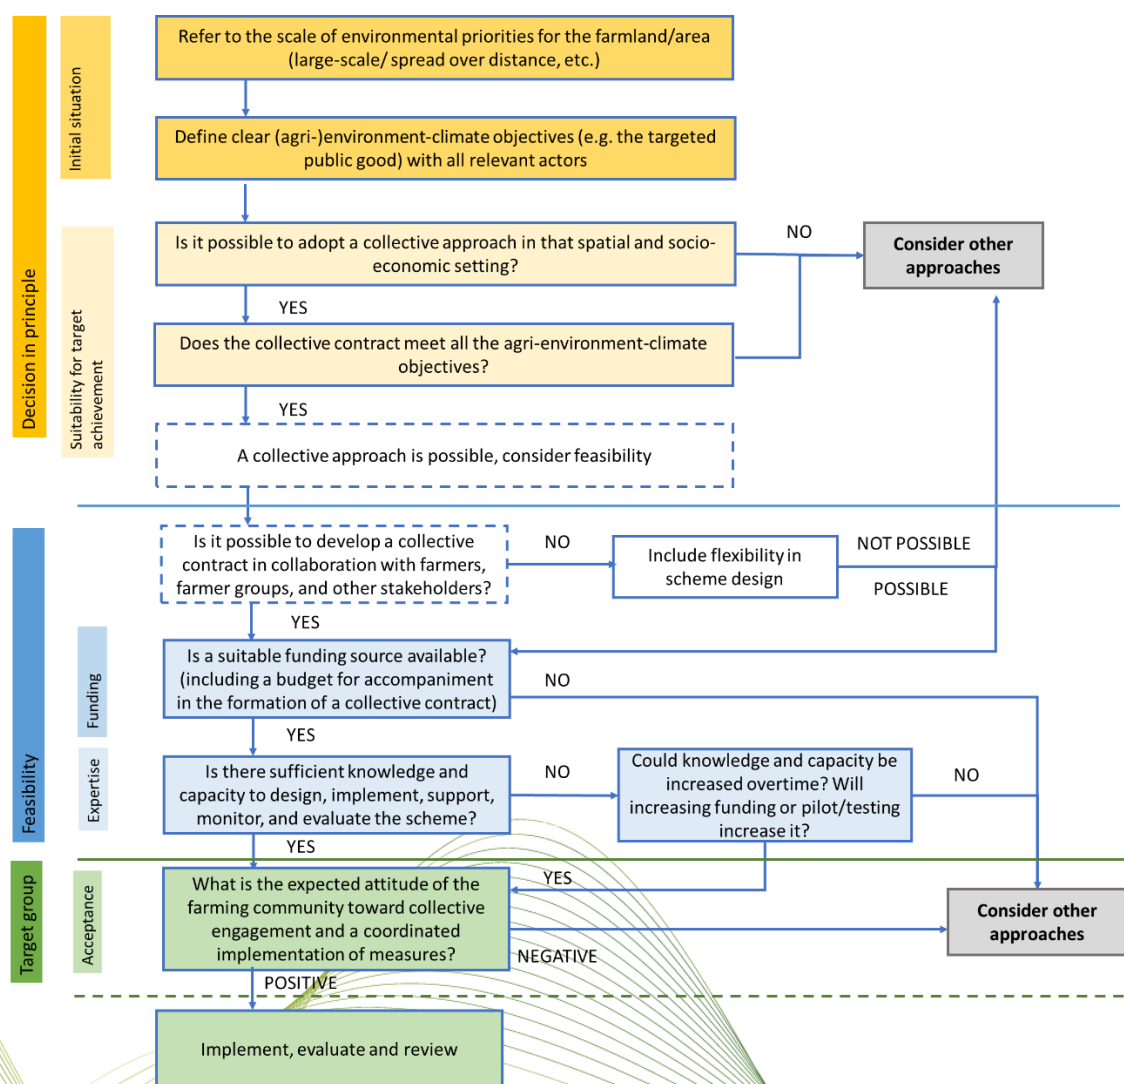 Decision in principle
Initial situation
Refer to the scale of environmental priorities for the farmland/area
(large-scale/ spread over distance, etc.)
Define clear (agri-)environment-climate objectives (e.g. the targeted
public good) with all relevant actors
Suitability for target
achievement
Is it possible to adopt a collective approach in that spatial and socio-
economic setting?
NO
Consider other
approaches
YES
Does the collective contract meet all the agri-environment-climate
objectives?
YES
A collective approach is possible, consider feasibility
Feasibility
Is it possible to develop a collective
contract in collaboration with farmers,
farmer groups, and other stakeholders?
NO
Include flexibility in
scheme design
NOT POSSIBLE
POSSIBLE
YES
Funding
Is a suitable funding source available?
(including a budget for accompaniment
in the formation of a collective contract)
NO
YES
Expertise
Is there sufficient knowledge and
capacity to design, implement, support,
monitor, and evaluate the scheme?
NO
Could knowledge and capacity be
increased overtime? Will
increasing funding or pilot/testing
increase it?
NO
YES
YES
Target group
Acceptance
What is the expected attitude of the
farming community toward collective
engagement and a coordinated
implementation of measures?
NEGATIVE
Consider other
approaches
POSITIVE
Implement, evaluate and review